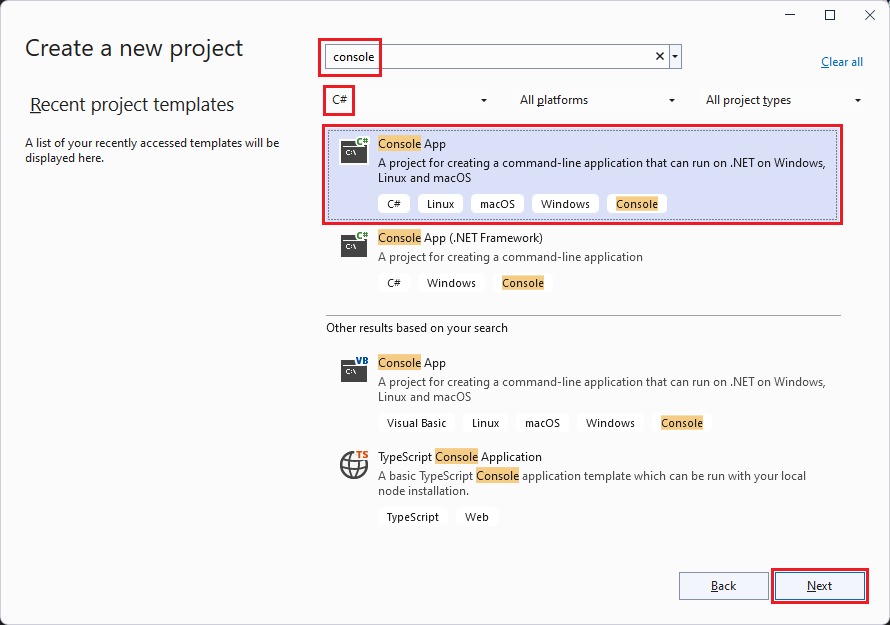 Create a new project
Recent project templates
A list of your recently accessed templates will be
displayed here.
console
Clear all
C#
All platforms
All project types
C#
C:\
Console App
A project for creating a command-line application that can run on .NET on Windows,
Linux and macOS
C# Linux macOS Windows Console
C#
C:\
Console App (.NET Framework)
A project for creating a command-line application
C# Windows Console
Other results based on your search
VB
C:\
Console App
A project for creating a command-line application that can run on .NET on Windows,
Linux and macOS
Visual Basic Linux macOS Windows Console
TS
TypeScript Console Application
A basic TypeScript Console application template which can be run with your local
node installation.
TypeScript Web
Back
Next